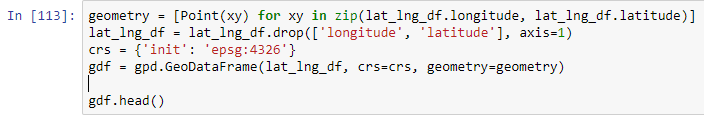 In [113]: geometry = [Point(xy) for xy in zip(lat_lng_df.longitude, lat_lng_df.latitude)]
lat_lng_df = lat_lng_df.drop(['longitude', 'latitude'], axis=1)
crs = {'init': 'epsg:4326'}
gdf = gpd.GeoDataFrame(lat_lng_df, crs=crs, geometry=geometry)
gdf.head()